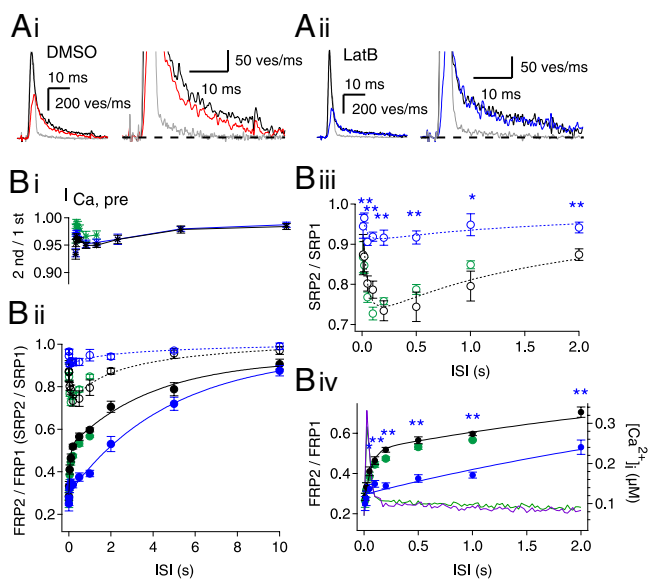 Ai
DMSO
10 ms
200 ves/ms
50 ves/ms
10 ms
Aii
LatB
10 ms
200 ves/ms
50 ves/ms
10 ms
Bi
I Ca, pre
2 nd / 1 st
1.00
0.95
0.90
Biii
SRP2 / SRP1
1.0
0.9
0.8
0.7
** ** ** ** * **
0.0 0.5 1.0 1.5 2.0
ISI (s)
Bii
FRP2 / FRP1 (SRP2 / SRP1)
1.0
0.8
0.6
0.4
0.2
0 2 4 6 8 10
ISI (s)
Biv
FRP2 / FRP1
0.6
0.4
0.2
* ** ** ** ** **
0.3
0.2
0.1
[Ca2+]i (μM)
0.0 0.5 1.0 1.5 2.0
ISI (s)